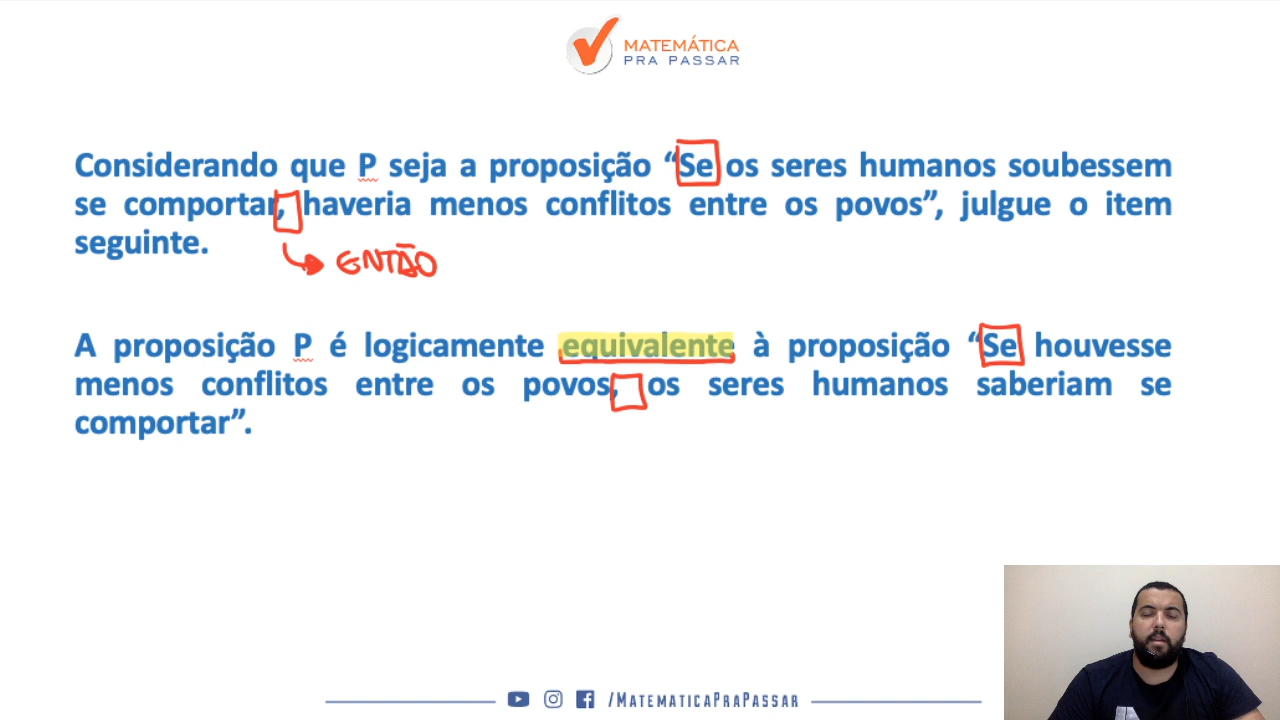 MATEMÁTICA
PRA PASSAR
Considerando que P seja a proposição “Se os seres humanos soubessem
se comportar, haveria menos conflitos entre os povos”, julgue o item
seguinte.
ENTÃO
A proposição P é logicamente equivalente à proposição “Se houvesse
menos conflitos entre os povos, os seres humanos saberiam se
comportar”.
/MATEMATICAPRAPASSAR